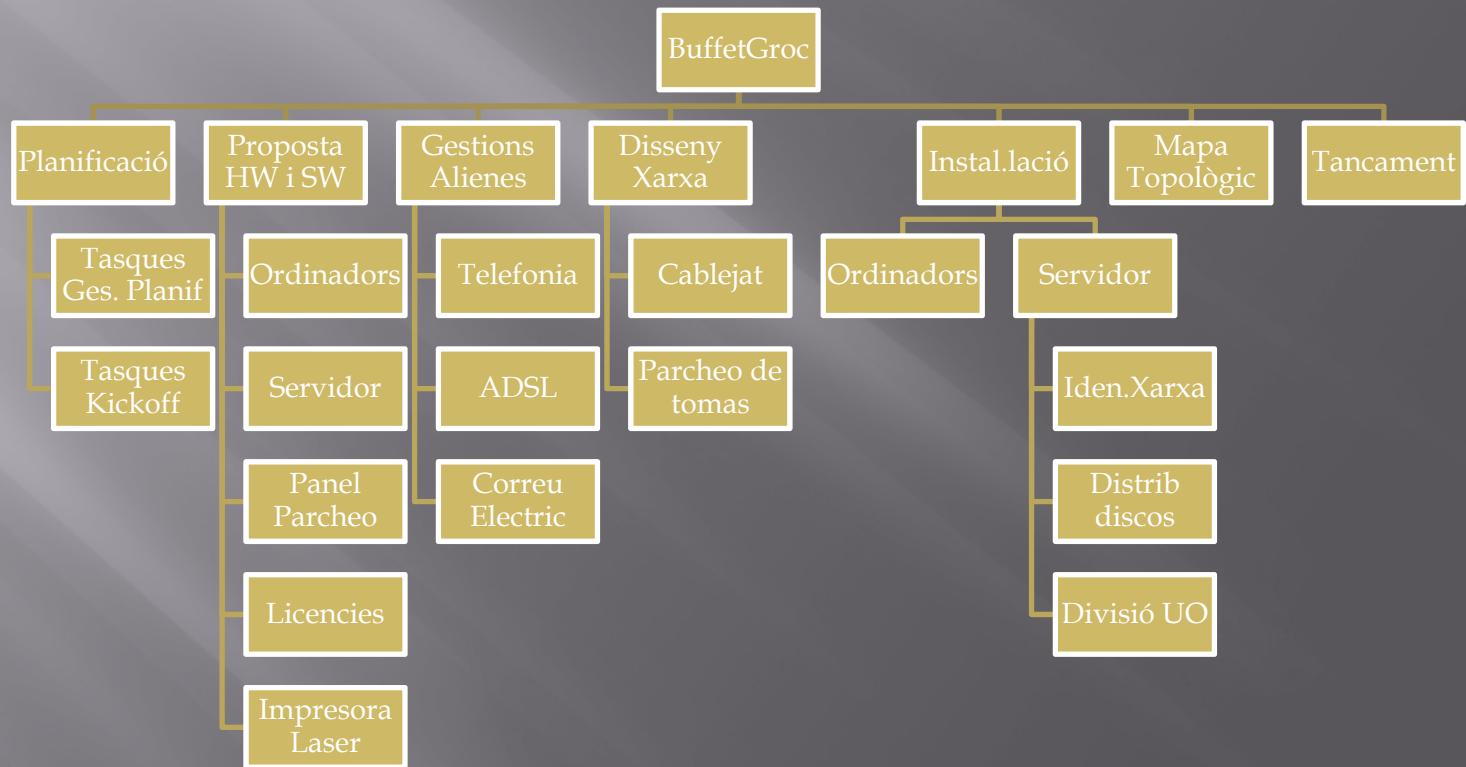 BuffetGroc
Planificació
Proposta
HW i SW
Gestions
Alienes
Disseny
Xarxa
Instal.lació
Mapa
Topològic
Tancament
Tasques
Ges. Planif
Tasques
Kickoff
Ordinadors
Servidor
Panel
Parcheo
Licencies
Impresora
Laser
Telefonia
ADSL
Correu
Electric
Cablejat
Parcheo de
tomas
Ordinadors
Servidor
Iden.Xarxa
Distrib
discos
Divisió UO